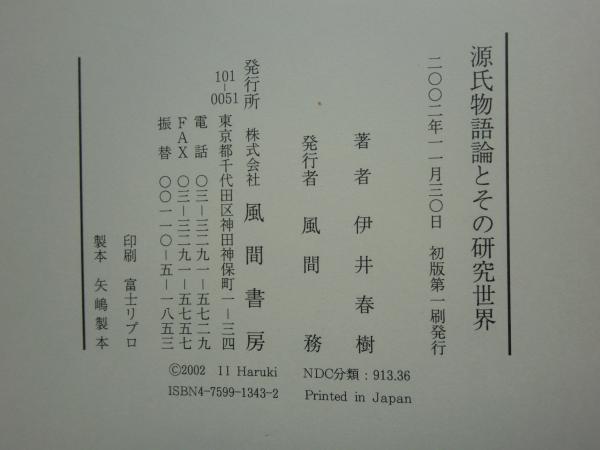 源氏物語論とその研究世界
二〇〇二年一一月三〇日 初版第一刷発行
著者 伊井春樹
発行者 風間 務
発行所 株式会社 風間書房
101-0051 東京都千代田区神田神保町一-三四
電話 〇三-三二九一-五七二九
FAX 〇三-三二九一-五七五七
振替 〇〇一一〇-五-一八五三
印刷 富士リプロ
製本 矢嶋製本
©2002 II Haruki NDC分類:913.36
ISBN4-7599-1343-2 Printed in Japan